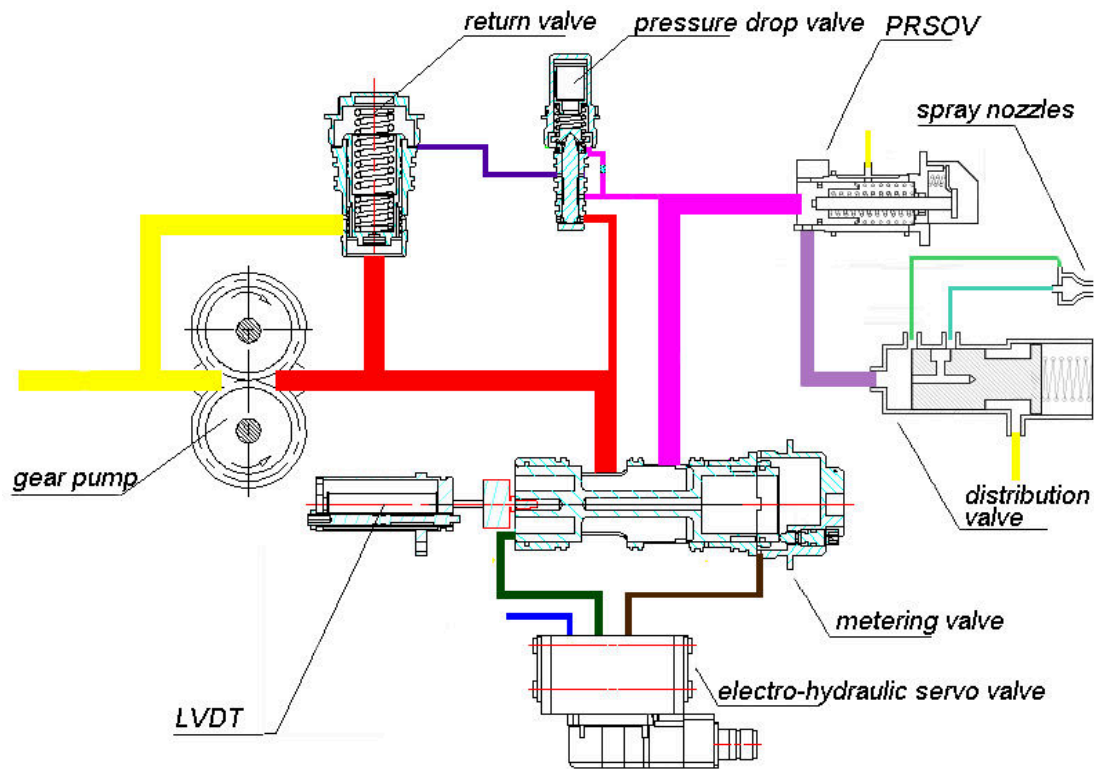 return valve
pressure drop valve
PRSOV
spray nozzles
gear pump
distribution
valve
metering valve
electro-hydraulic servo valve
LVDT